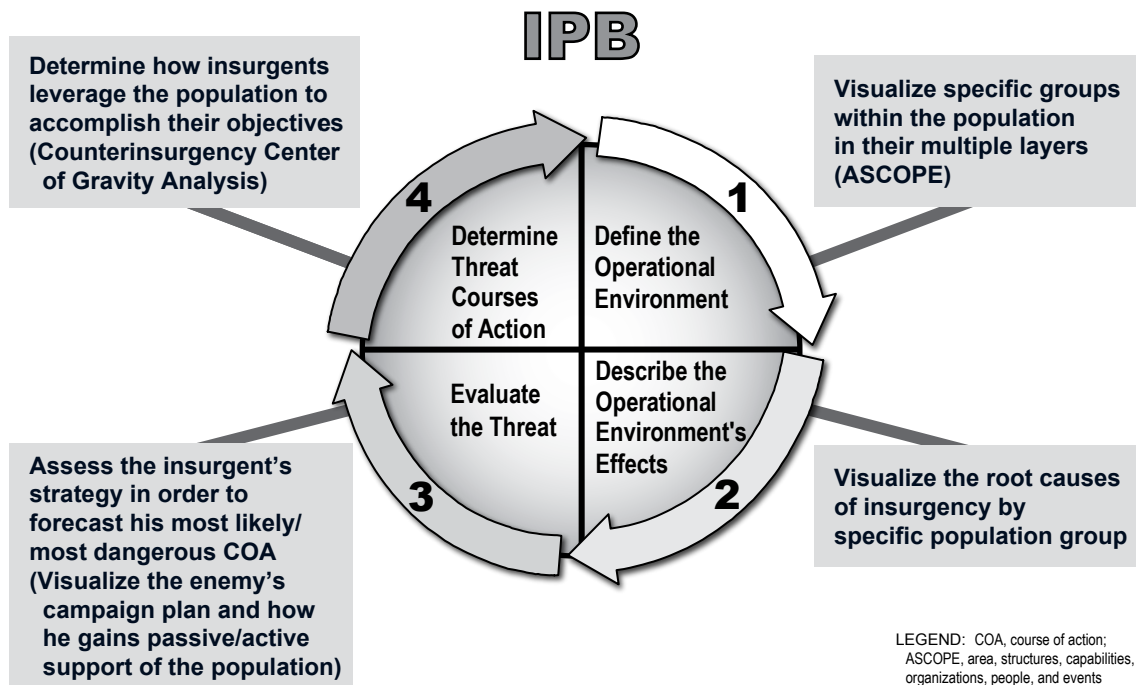 IPB
Determine how insurgents
leverage the population to
accomplish their objectives
(Counterinsurgency Center
of Gravity Analysis)
Visualize specific groups
within the population
in their multiple layers
(ASCOPE)
4
1
Determine
Threat
Courses
of Action
Define the
Operational
Environment
Evaluate
the Threat
Describe the
Operational
Environment's
Effects
3
2
Assess the insurgent’s
strategy in order to
forecast his most likely/
most dangerous COA
(Visualize the enemy’s
campaign plan and how
he gains passive/active
support of the population)
Visualize the root causes
of insurgency by
specific population group
LEGEND: COA, course of action;
ASCOPE, area, structures, capabilities,
organizations, people, and events